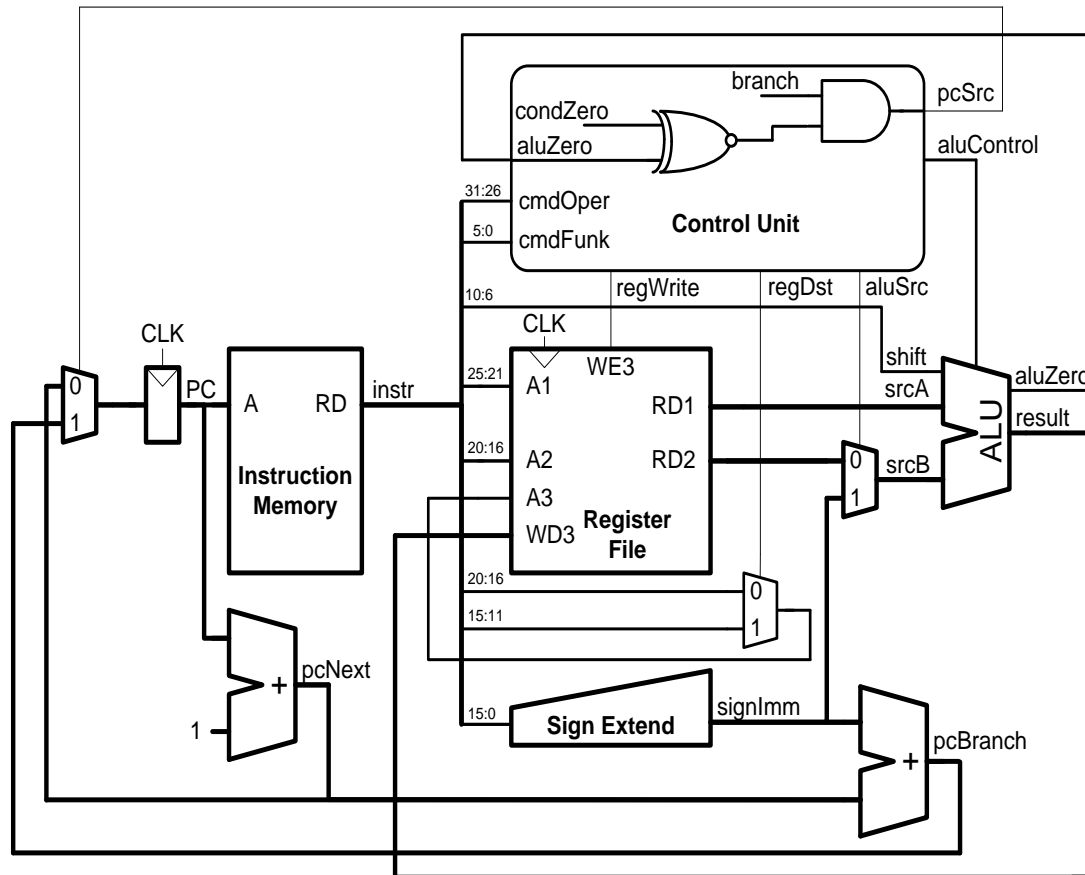 branch
pcSrc
condZero
aluZero
aluControl
31:26
cmdOper
Control Unit
5:0
cmdFunk
regWrite
regDst
aluSrc
10:6
CLK
CLK
shift
WE3
0
PC
A
RD
instr
25:21
A1
RD1
srcA
aluZero
1
ALU
result
20:16
A2
RD2
0
srcB
Instruction
Memory
A3
1
WD3
Register
File
20:16
0
15:11
1
pcNext
+
1
15:0
Sign Extend
signImm
pcBranch
+